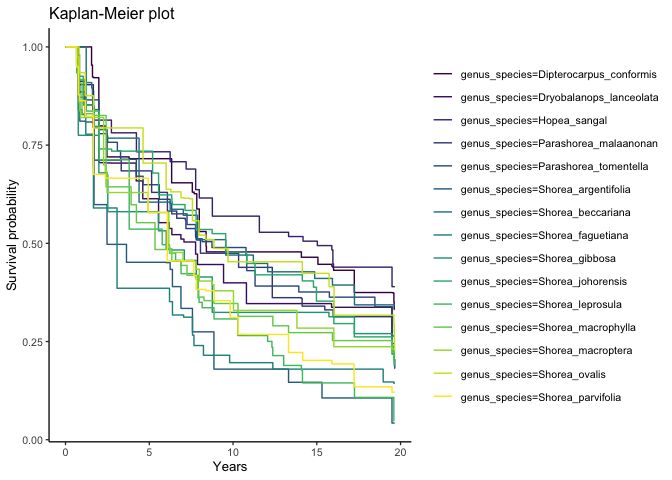 Kaplan-Meier plot
1.00
0.75
0.50
0.25
0.00
Survival probability
0
5
10
15
20
Years
genus_species=Dipterocarpus_conformis
genus_species=Dryobalanops_lanceolata
genus_species=Hopea_sangal
genus_species=Parashorea_malaanonan
genus_species=Parashorea_tomentella
genus_species=Shorea_argentifolia
genus_species=Shorea_beccariana
genus_species=Shorea_faguetiana
genus_species=Shorea_gibbosa
genus_species=Shorea_johorensis
genus_species=Shorea_leprosula
genus_species=Shorea_macrophylla
genus_species=Shorea_macroptera
genus_species=Shorea_ovalis
genus_species=Shorea_parvifolia